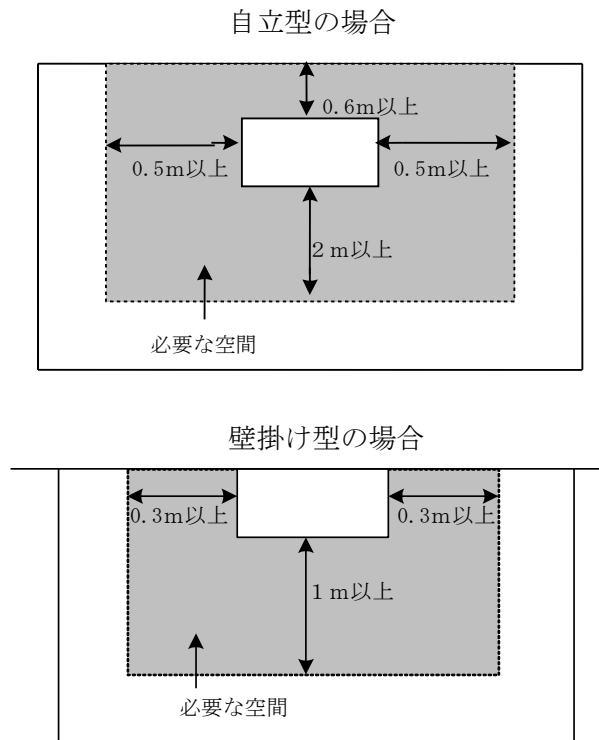 自立型の場合
0.6m以上
0.5m以上
0.5m以上
2m以上
必要な空間
壁掛け型の場合
0.3m以上
0.3m以上
1m以上
必要な空間